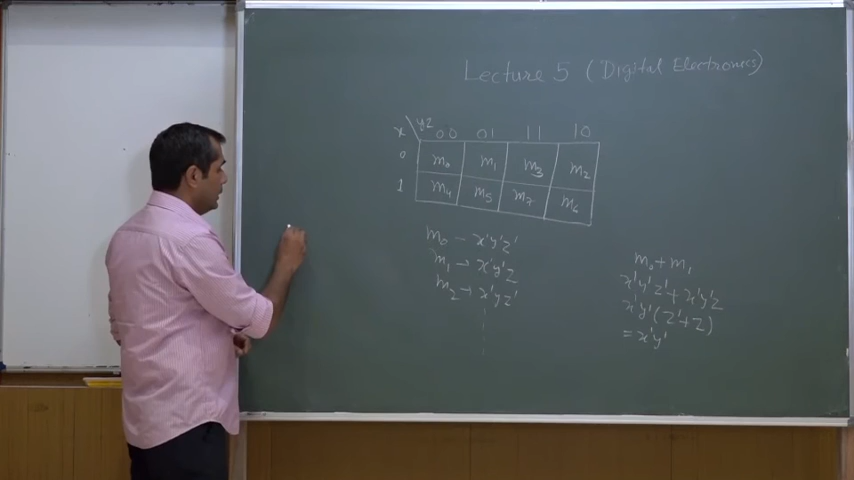 Lecture 5 (Digital Electronics)
x \ yz 00 01 11 10
0 m₀ m₁ m₃ m₂
1 m₄ m₅ m₇ m₆
m₀ - x'y'z'
m₁ → x'y'z
m₂ → x'yz'
m₀+m₁
x'y'z'+x'y'z
x'y'(z'+z)
=x'y'